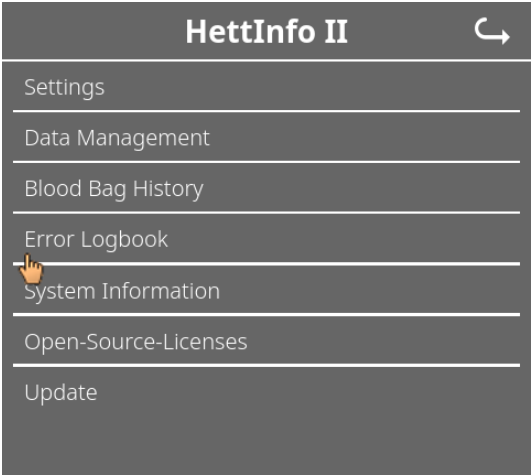 HettInfo II
Settings
Data Management
Blood Bag History
Error Logbook
System Information
Open-Source-Licenses
Update